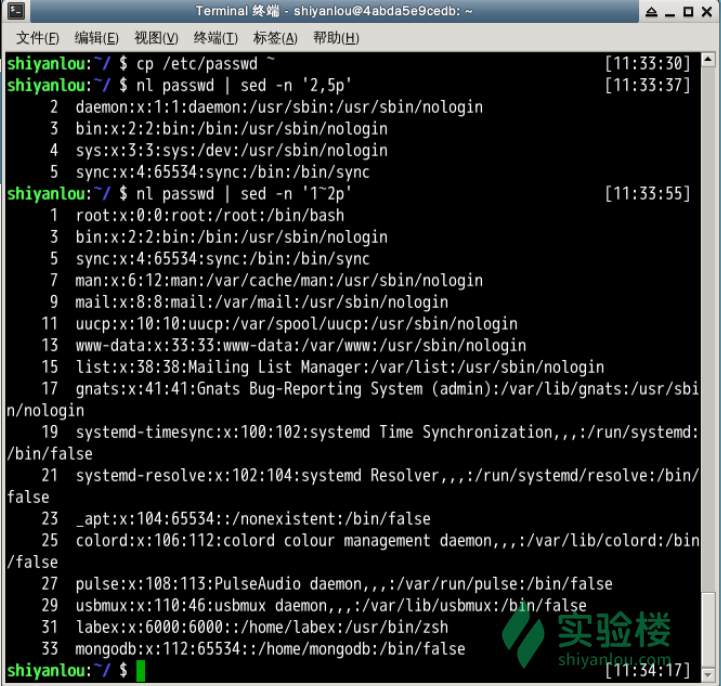 Terminal 终端 - shiyanlou@4abda5e9cedb: ~
文件(F) 编辑(E) 视图(V) 终端(T) 标签(A) 帮助(H)
shiyanlou:~/ $ cp /etc/passwd ~ [11:33:30]
shiyanlou:~/ $ nl passwd | sed -n '2,5p' [11:33:37]
2 daemon:x:1:1:daemon:/usr/sbin:/usr/sbin/nologin
3 bin:x:2:2:bin:/bin:/usr/sbin/nologin
4 sys:x:3:3:sys:/dev:/usr/sbin/nologin
5 sync:x:4:65534:sync:/bin:/bin/sync
shiyanlou:~/ $ nl passwd | sed -n '1~2p' [11:33:55]
1 root:x:0:0:root:/root:/bin/bash
3 bin:x:2:2:bin:/bin:/usr/sbin/nologin
5 sync:x:4:65534:sync:/bin:/bin/sync
7 man:x:6:12:man:/var/cache/man:/usr/sbin/nologin
9 mail:x:8:8:mail:/var/mail:/usr/sbin/nologin
11 uucp:x:10:10:uucp:/var/spool/uucp:/usr/sbin/nologin
13 www-data:x:33:33:www-data:/var/www:/usr/sbin/nologin
15 list:x:38:38:Mailing List Manager:/var/list:/usr/sbin/nologin
17 gnats:x:41:41:Gnats Bug-Reporting System (admin):/var/lib/gnats:/usr/sbi
n/nologin
19 systemd-timesync:x:100:102:systemd Time Synchronization,,,:/run/systemd:
/bin/false
21 systemd-resolve:x:102:104:systemd Resolver,,,:/run/systemd/resolve:/bin/
false
23 _apt:x:104:65534::/nonexistent:/bin/false
25 colord:x:106:112:colord colour management daemon,,,:/var/lib/colord:/bin
/false
27 pulse:x:108:113:PulseAudio daemon,,,:/var/run/pulse:/bin/false
29 usbmux:x:110:46:usbmux daemon,,,:/var/lib/usbmux:/bin/false
31 labex:x:6000:6000::/home/labex:/usr/bin/zsh
33 mongodb:x:112:65534::/home/mongodb:/bin/false
shiyanlou:~/ $ [11:34:17]
实验楼
shiyanlou.com